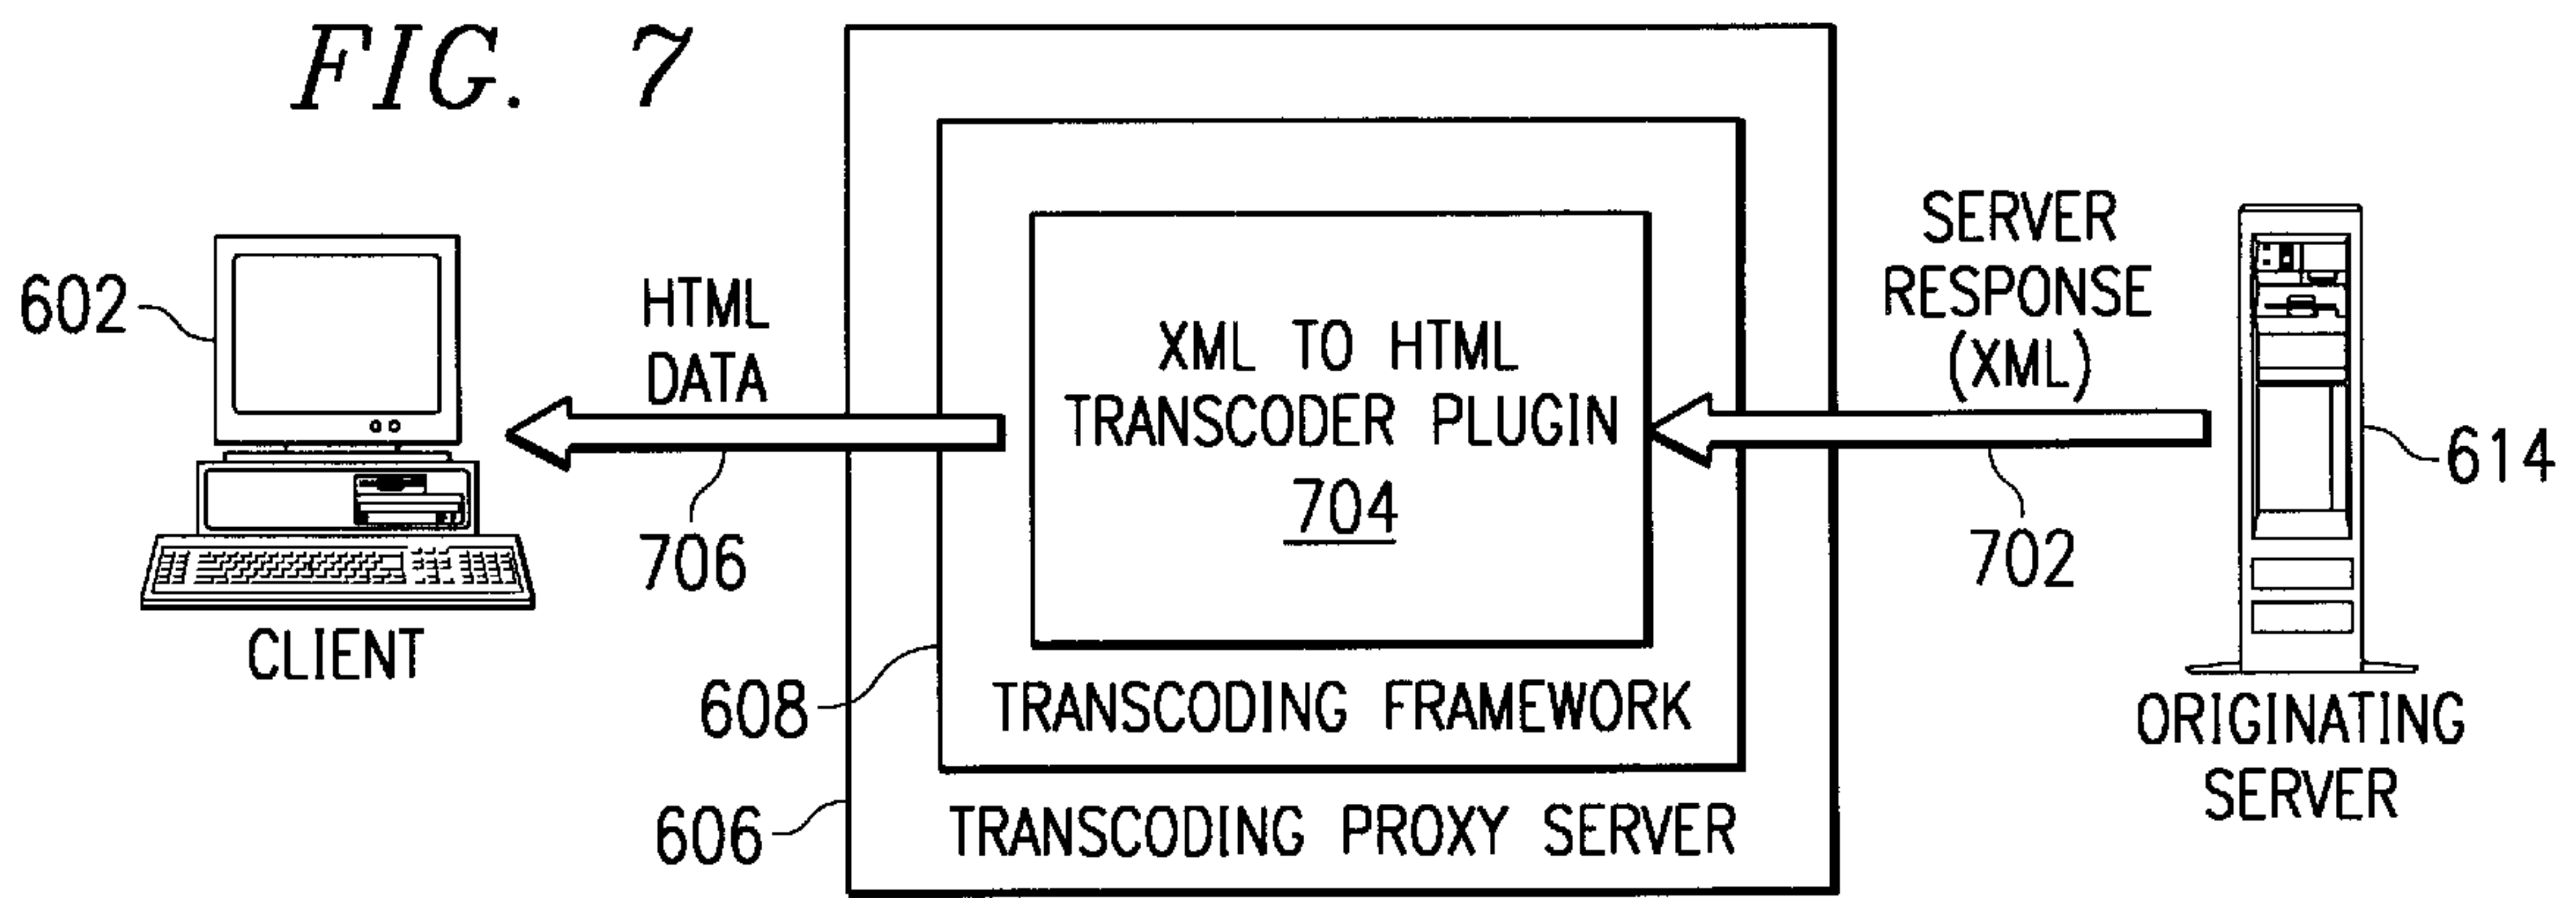 FIG. 7
602
HTML
DATA
706
CLIENT
XML TO HTML
TRANSCODER PLUGIN
704
608
TRANSCODING FRAMEWORK
606
TRANSCODING PROXY SERVER
SERVER
RESPONSE
(XML)
702
614
ORIGINATING
SERVER